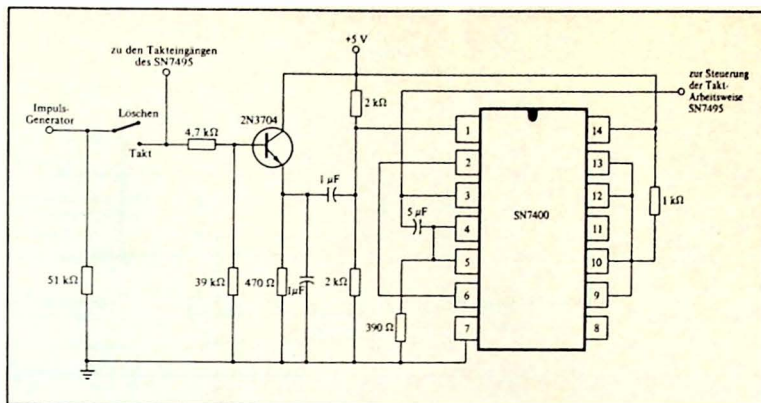 +5 V
zu den Takteingängen
des SN7495
zur Steuerung
der Takt-
Arbeitsweise
SN7495
Impuls-
Generator
Löschen
Takt
4,7 kΩ
2N3704
2 kΩ
1 µF
5 µF
1
2
3
4
5
6
7
SN7400
14
13
12
11
10
9
8
1 kΩ
51 kΩ
39 kΩ
470 Ω
1µF
2 kΩ
390 Ω